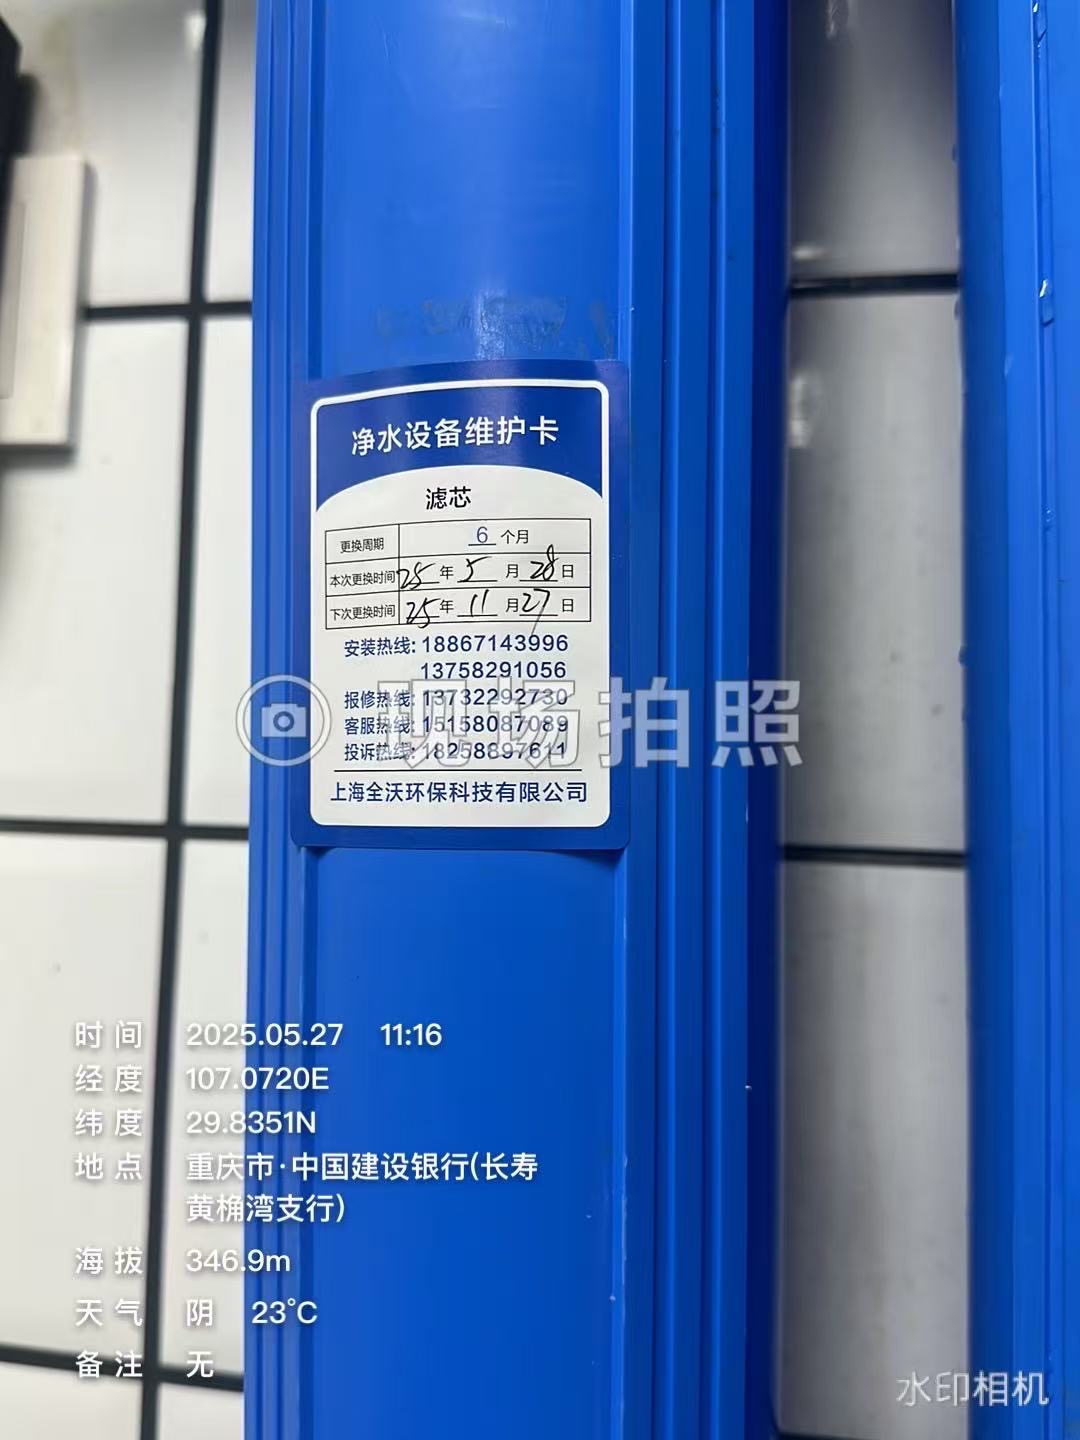 净水设备维护卡
滤芯
更换周期 6 个月
本次更换时间 25 年 5 月 28 日
下次更换时间 25 年 11 月 27 日
安装热线: 18867143996
13758291056
报修热线: 13732292730
客服热线: 15158087089
投诉热线: 18258897611
上海全沃环保科技有限公司
现场拍照
时间 2025.05.27 11:16
经度 107.0720E
纬度 29.8351N
地点 重庆市·中国建设银行(长寿
黄桷湾支行)
海拔 346.9m
天气 阴 23°C
备注 无
水印相机